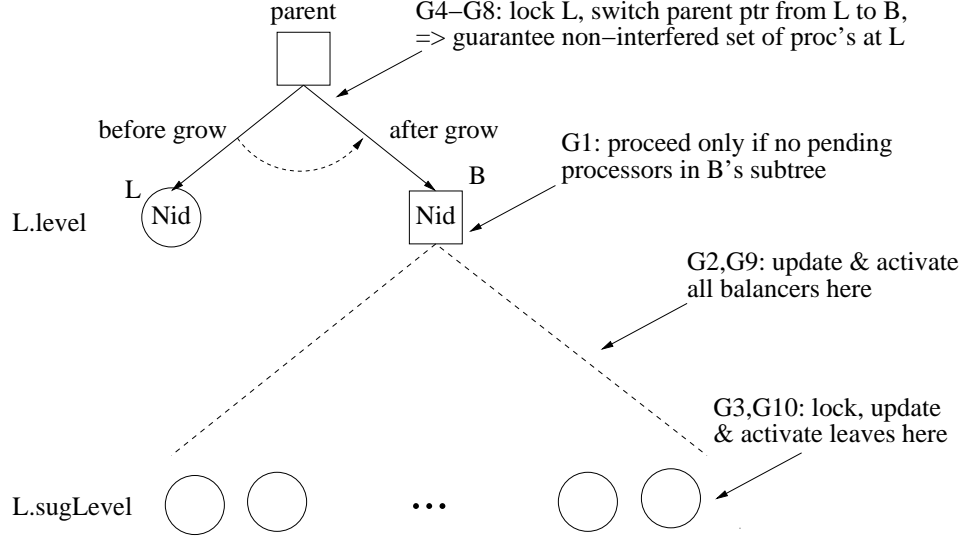 parent
G4−G8: lock L, switch parent ptr from L to B,
=> guarantee non−interfered set of proc's at L
before grow
after grow
G1: proceed only if no pending
processors in B's subtree
L
B
L.level
Nid
Nid
G2,G9: update & activate
all balancers here
G3,G10: lock, update
& activate leaves here
L.sugLevel
...